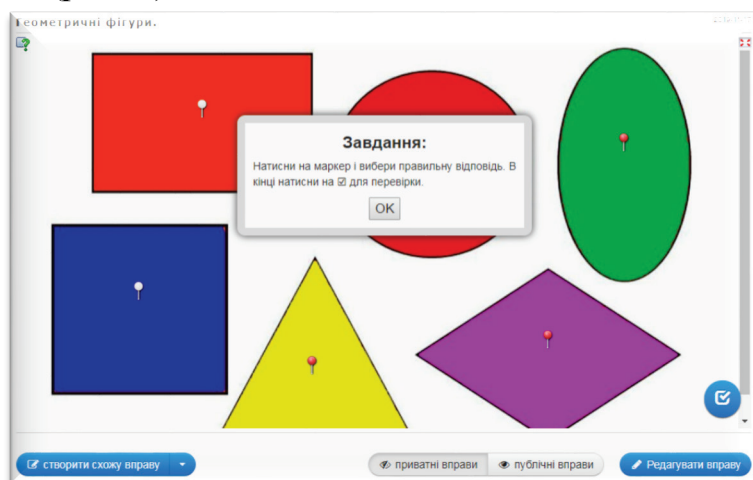 Геометричні фігури.
Завдання:
Натисни на маркер і вибери правильну відповідь. В
кінці натисни на ☑ для перевірки.
OK
створити схожу вправу
приватні вправи
публічні вправи
Редагувати вправу